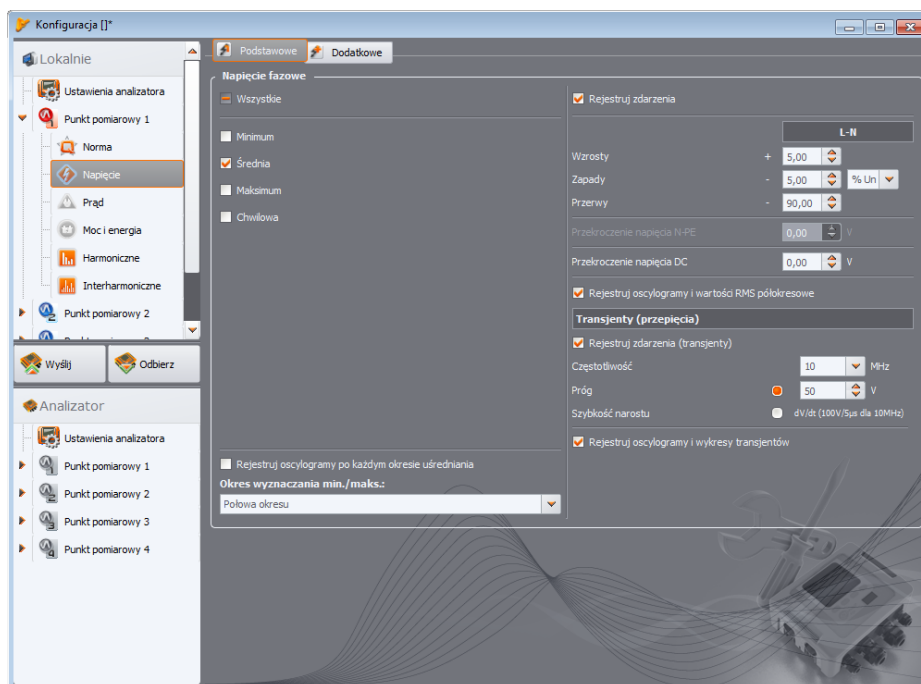 Konfiguracja []*
Lokalnie
Ustawienia analizatora
Punkt pomiarowy 1
Norma
Napięcie
Prąd
Moc i energia
Harmoniczne
Interharmoniczne
Punkt pomiarowy 2
Wyślij
Odbierz
Analizator
Ustawienia analizatora
Punkt pomiarowy 1
Punkt pomiarowy 2
Punkt pomiarowy 3
Punkt pomiarowy 4
Podstawowe
Dodatkowe
Napięcie fazowe
Wszystkie
Minimum
Średnia
Maksimum
Chwilowa
Rejestruj oscylogramy po każdym okresie uśredniania
Okres wyznaczania min./maks.:
Połowa okresu
Rejestruj zdarzenia
L-N
Wzrosty + 5,00
Zapady - 5,00 % Un
Przerwy - 90,00
Przekroczenie napięcia N-PE 0,00 V
Przekroczenie napięcia DC 0,00 V
Rejestruj oscylogramy i wartości RMS półokresowe
Transjenty (przepięcia)
Rejestruj zdarzenia (transjenty)
Częstotliwość 10 MHz
Próg 50 V
Szybkość narostu dV/dt (100V/5µs dla 10MHz)
Rejestruj oscylogramy i wykresy transjentów